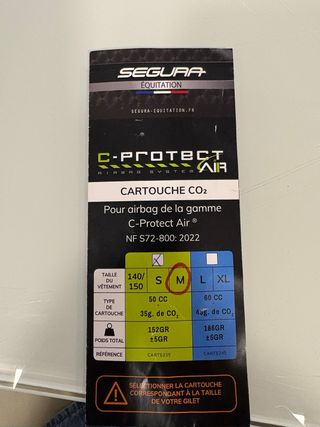 SEGURA
ÉQUITATION
SEGURA-EQUITATION.FR
C-PROTECT AIR
AIRBAG SYSTEM
CARTOUCHE CO₂
Pour airbag de la gamme
C-Protect Air ®
NF S72-800: 2022
TAILLE DU VÊTEMENT 140/150 S M L XL
TYPE DE CARTOUCHE 50 CC 35g. de CO₂ 60 CC de CO₂
POIDS TOTAL 152GR ±5GR 186GR ±5GR
RÉFÉRENCE
SÉLECTIONNER LA CARTOUCHE
CORRESPONDANT À LA TAILLE
DE VOTRE GILET